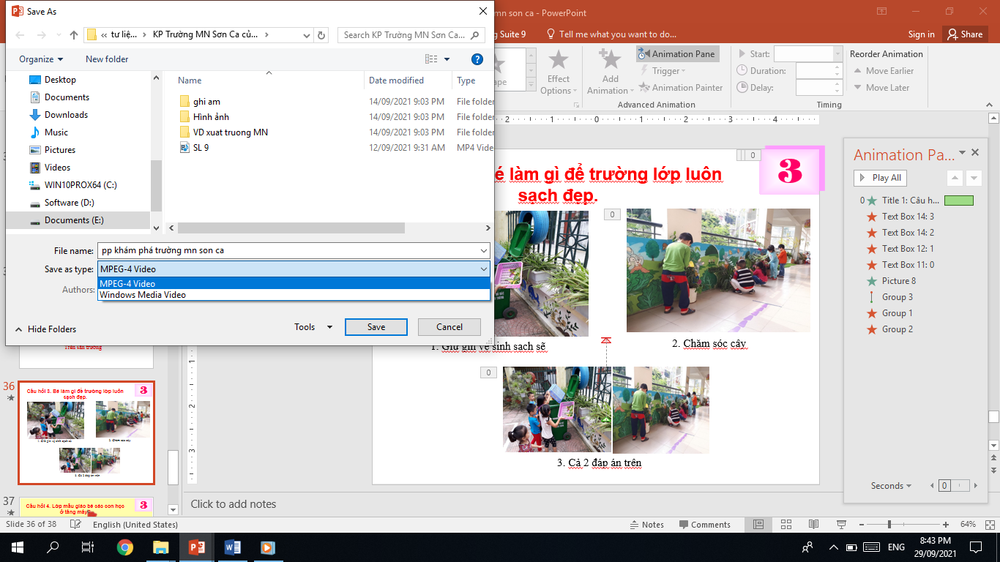 Save As
mn son ca - PowerPoint
tư liệ...
KP Trường MN Sơn Ca củ...
Search KP Trường MN Sơn Ca...
g Suite 9
Tell me what you want to do...
Sign in
Share
Organize
New folder
Desktop
Documents
Downloads
Music
Pictures
Videos
WIN10PROX64 (C:)
Software (D:)
Documents (E:)
Name
Date modified
Type
ghi am
14/09/2021 9:03 PM
File folder
Hình ảnh
14/09/2021 9:03 PM
File folder
VD xuat truong MN
14/09/2021 9:03 PM
File folder
SL 9
12/09/2021 9:31 AM
MP4 Vide
File name:
pp khám phá trường mn son ca
Save as type:
MPEG-4 Video
MPEG-4 Video
Windows Media Video
Authors:
Hide Folders
Tools
Save
Cancel
ape
Effect
Options
Add
Animation
Animation Pane
Trigger
Animation Painter
Advanced Animation
Start:
Duration:
Delay:
Reorder Animation
Move Earlier
Move Later
Timing
2 1 0 1 2 3 4
0
3
é làm gì để trường lớp luôn
sạch đẹp.
0
1. Giữ gìn vệ sinh sạch sẽ
2. Chăm sóc cây
0
3. Cả 2 đáp án trên
1
2
3
Animation Pa...
Play All
0 Title 1: Câu h...
Text Box 14: 3
Text Box 14: 2
Text Box 12: 1
Text Box 11: 0
Picture 8
Group 3
Group 1
Group 2
Seconds
0
Trên sân trường
36
Câu hỏi 3. Bé làm gì để trường lớp luôn
sạch đẹp.
3
1. Giữ gìn vệ sinh sạch sẽ
2. Chăm sóc cây
3. Cả 2 đáp án trên
37
Câu hỏi 4. Lớp mẫu giáo bé các con học
ở tầng mấy?
3
Click to add notes
Slide 36 of 38
English (United States)
Notes
Comments
64%
ENG
8:43 PM
29/09/2021